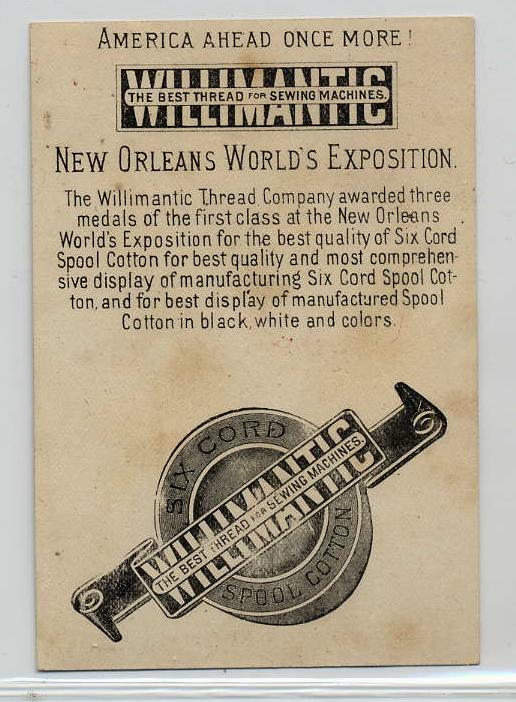 AMERICA AHEAD ONCE MORE!
WILLIMANTIC
THE BEST THREAD FOR SEWING MACHINES.
NEW ORLEANS WORLD'S EXPOSITION.
The Willimantic Thread Company awarded three
medals of the first class at the New Orleans
World's Exposition for the best quality of Six Cord
Spool Cotton for best quality and most comprehen-
sive display of manufacturing Six Cord Spool Cot-
ton, and for best display of manufactured Spool
Cotton in black, white and colors.
SIX CORD
WILLIMANTIC
THE BEST THREAD FOR SEWING MACHINES.
SPOOL COTTON